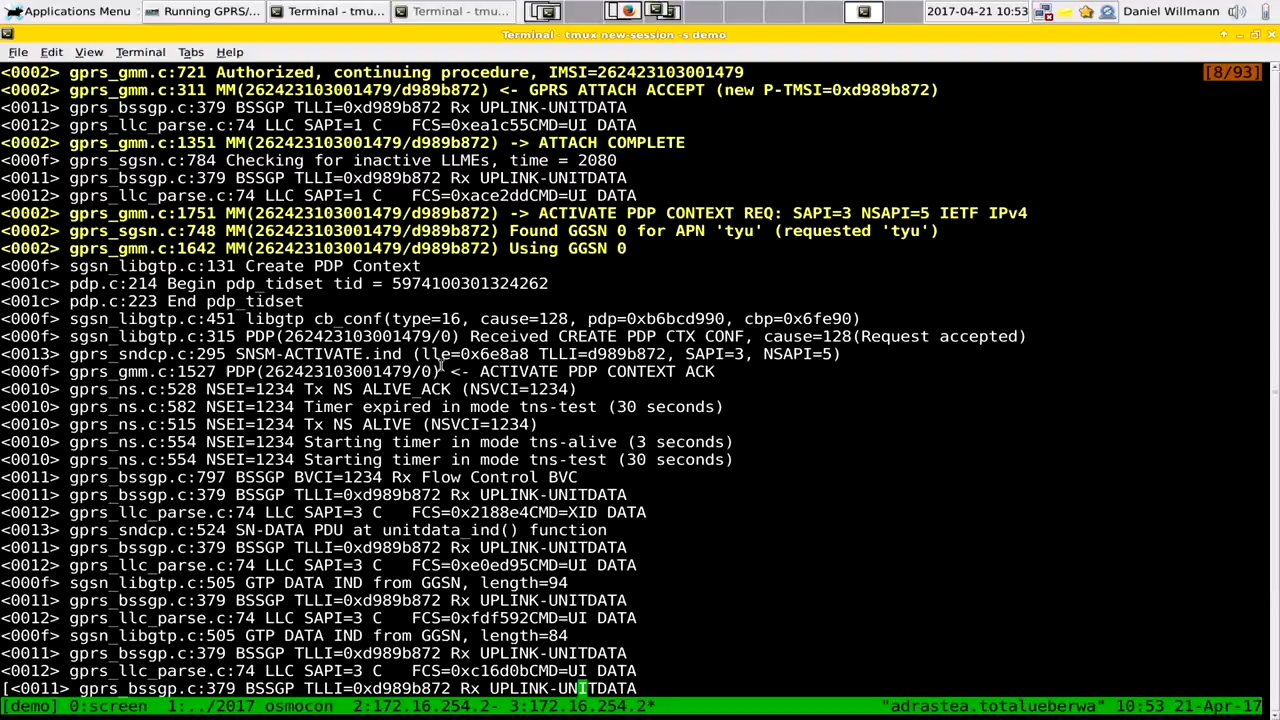 Applications Menu Running GPRS/... Terminal - tmu... Terminal - tmu... 2017-04-21 10:53 Daniel Willmann
Terminal - tmux new-session -s demo
File Edit View Terminal Tabs Help
<0002> gprs_gmm.c:721 Authorized, continuing procedure, IMSI=262423103001479 [8/93]
<0002> gprs_gmm.c:311 MM(262423103001479/d989b872) <- GPRS ATTACH ACCEPT (new P-TMSI=0xd989b872)
<0011> gprs_bssgp.c:379 BSSGP TLLI=0xd989b872 Rx UPLINK-UNITDATA
<0012> gprs_llc_parse.c:74 LLC SAPI=1 C   FCS=0xea1c55CMD=UI DATA
<0002> gprs_gmm.c:1351 MM(262423103001479/d989b872) -> ATTACH COMPLETE
<000f> gprs_sgsn.c:784 Checking for inactive LLMEs, time = 2080
<0011> gprs_bssgp.c:379 BSSGP TLLI=0xd989b872 Rx UPLINK-UNITDATA
<0012> gprs_llc_parse.c:74 LLC SAPI=1 C   FCS=0xace2ddCMD=UI DATA
<0002> gprs_gmm.c:1751 MM(262423103001479/d989b872) -> ACTIVATE PDP CONTEXT REQ: SAPI=3 NSAPI=5 IETF IPv4
<0002> gprs_sgsn.c:748 MM(262423103001479/d989b872) Found GGSN 0 for APN 'tyu' (requested 'tyu')
<0002> gprs_gmm.c:1642 MM(262423103001479/d989b872) Using GGSN 0
<000f> sgsn_libgtp.c:131 Create PDP Context
<001c> pdp.c:214 Begin pdp_tidset tid = 5974100301324262
<001c> pdp.c:223 End pdp_tidset
<000f> sgsn_libgtp.c:451 libgtp cb_conf(type=16, cause=128, pdp=0xb6bcd990, cbp=0x6fe90)
<000f> sgsn_libgtp.c:315 PDP(262423103001479/0) Received CREATE PDP CTX CONF, cause=128(Request accepted)
<0013> gprs_sndcp.c:295 SNSM-ACTIVATE.ind (lle=0x6e8a8 TLLI=d989b872, SAPI=3, NSAPI=5)
<000f> gprs_gmm.c:1527 PDP(262423103001479/0) <- ACTIVATE PDP CONTEXT ACK
<0010> gprs_ns.c:528 NSEI=1234 Tx NS ALIVE_ACK (NSVCI=1234)
<0010> gprs_ns.c:582 NSEI=1234 Timer expired in mode tns-test (30 seconds)
<0010> gprs_ns.c:515 NSEI=1234 Tx NS ALIVE (NSVCI=1234)
<0010> gprs_ns.c:554 NSEI=1234 Starting timer in mode tns-alive (3 seconds)
<0010> gprs_ns.c:554 NSEI=1234 Starting timer in mode tns-test (30 seconds)
<0011> gprs_bssgp.c:797 BSSGP BVCI=1234 Rx Flow Control BVC
<0011> gprs_bssgp.c:379 BSSGP TLLI=0xd989b872 Rx UPLINK-UNITDATA
<0012> gprs_llc_parse.c:74 LLC SAPI=3 C   FCS=0x2188e4CMD=XID DATA
<0013> gprs_sndcp.c:524 SN-DATA PDU at unitdata_ind() function
<0011> gprs_bssgp.c:379 BSSGP TLLI=0xd989b872 Rx UPLINK-UNITDATA
<0012> gprs_llc_parse.c:74 LLC SAPI=3 C   FCS=0xe0ed95CMD=UI DATA
<000f> sgsn_libgtp.c:505 GTP DATA IND from GGSN, length=94
<0011> gprs_bssgp.c:379 BSSGP TLLI=0xd989b872 Rx UPLINK-UNITDATA
<0012> gprs_llc_parse.c:74 LLC SAPI=3 C   FCS=0xfdf592CMD=UI DATA
<000f> sgsn_libgtp.c:505 GTP DATA IND from GGSN, length=84
<0011> gprs_bssgp.c:379 BSSGP TLLI=0xd989b872 Rx UPLINK-UNITDATA
<0012> gprs_llc_parse.c:74 LLC SAPI=3 C   FCS=0xc16d0bCMD=UI DATA
[<0011> gprs_bssgp.c:379 BSSGP TLLI=0xd989b872 Rx UPLINK-UNITDATA
[demo] 0:screen 1:../2017 osmocon 2:172.16.254.2- 3:172.16.254.2* "adrastea.totalueberwa" 10:53 21-Apr-17